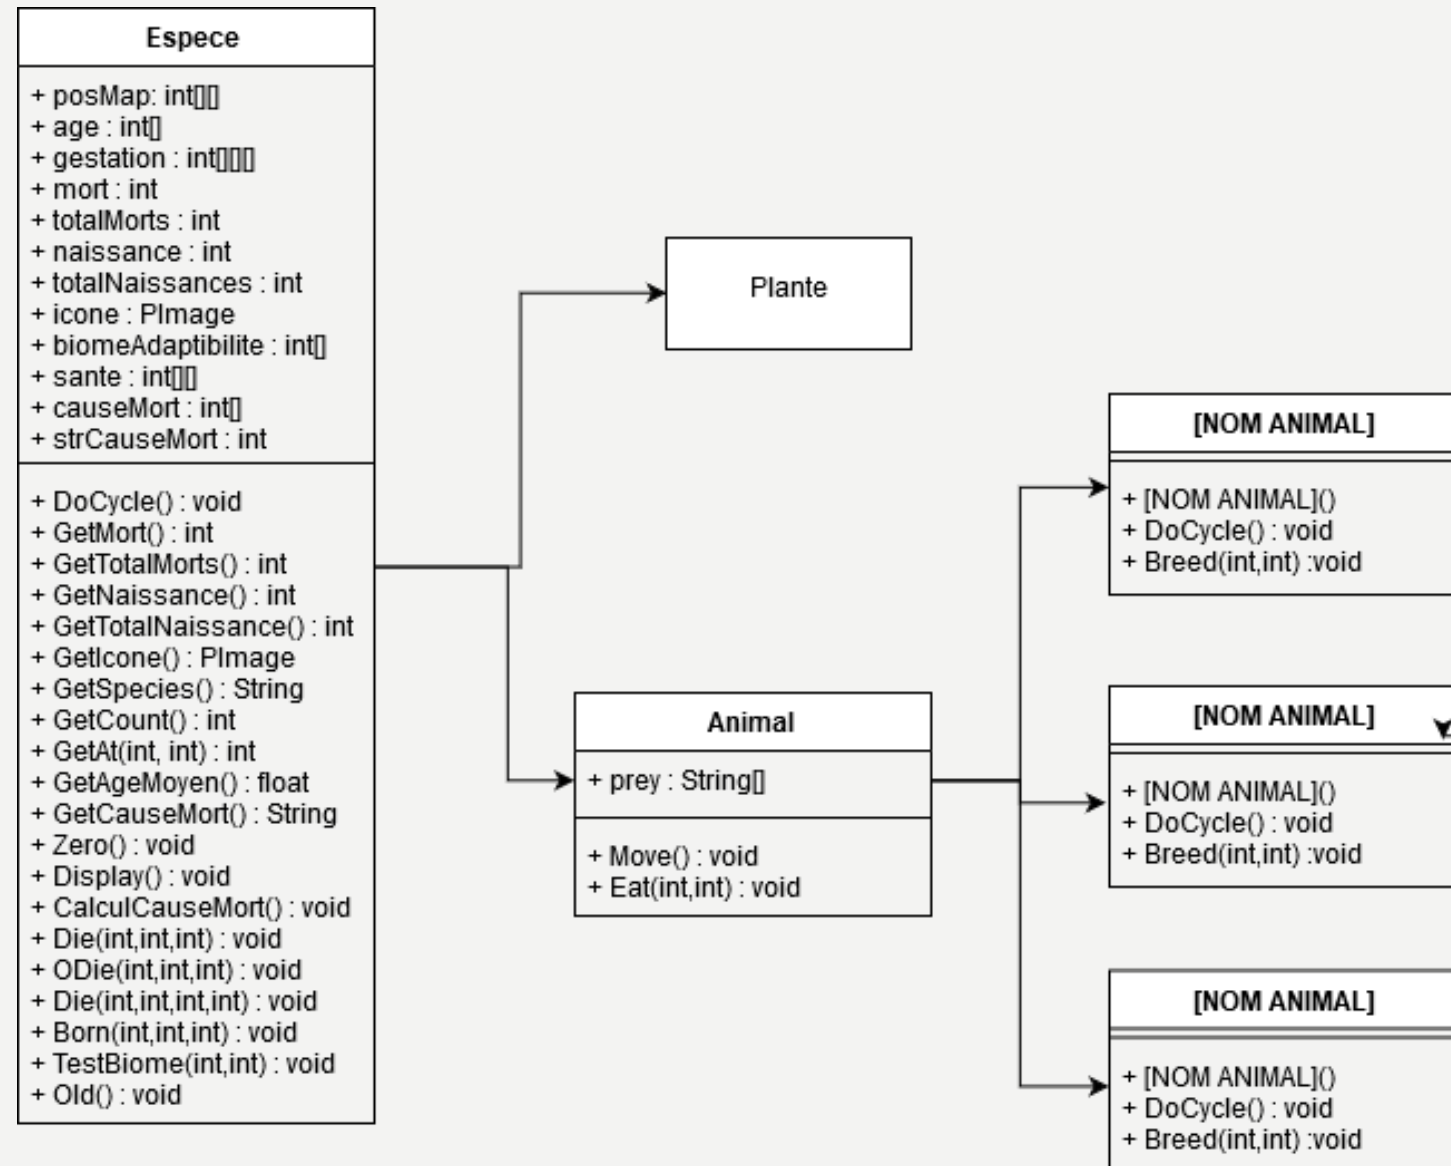 Espece
+ posMap: int[][]
+ age : int[]
+ gestation : int[][][]
+ mort : int
+ totalMorts : int
+ naissance : int
+ totalNaissances : int
+ icone : PImage
+ biomeAdaptibilite : int[]
+ sante : int[][]
+ causeMort : int[]
+ strCauseMort : int
+ DoCycle() : void
+ GetMort() : int
+ GetTotalMorts() : int
+ GetNaissance() : int
+ GetTotalNaissance() : int
+ GetIcone() : PImage
+ GetSpecies() : String
+ GetCount() : int
+ GetAt(int, int) : int
+ GetAgeMoyen() : float
+ GetCauseMort() : String
+ Zero() : void
+ Display() : void
+ CalculCauseMort() : void
+ Die(int,int,int) : void
+ ODie(int,int,int) : void
+ Die(int,int,int,int) : void
+ Born(int,int,int) : void
+ TestBiome(int,int) : void
+ Old() : void
Plante
Animal
+ prey : String[]
+ Move() : void
+ Eat(int,int) : void
[NOM ANIMAL]
+ [NOM ANIMAL]()
+ DoCycle() : void
+ Breed(int,int) :void
[NOM ANIMAL]
+ [NOM ANIMAL]()
+ DoCycle() : void
+ Breed(int,int) :void
[NOM ANIMAL]
+ [NOM ANIMAL]()
+ DoCycle() : void
+ Breed(int,int) :void